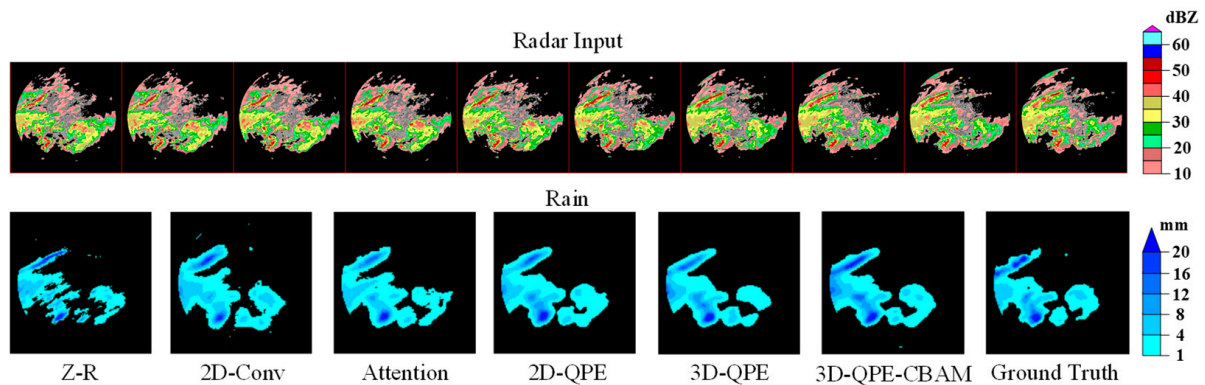 dBZ
Radar Input
60
50
40
30
20
10
Rain
mm
20
16
12
8
4
1
Z-R
2D-Conv
Attention
2D-QPE
3D-QPE
3D-QPE-CBAM
Ground Truth